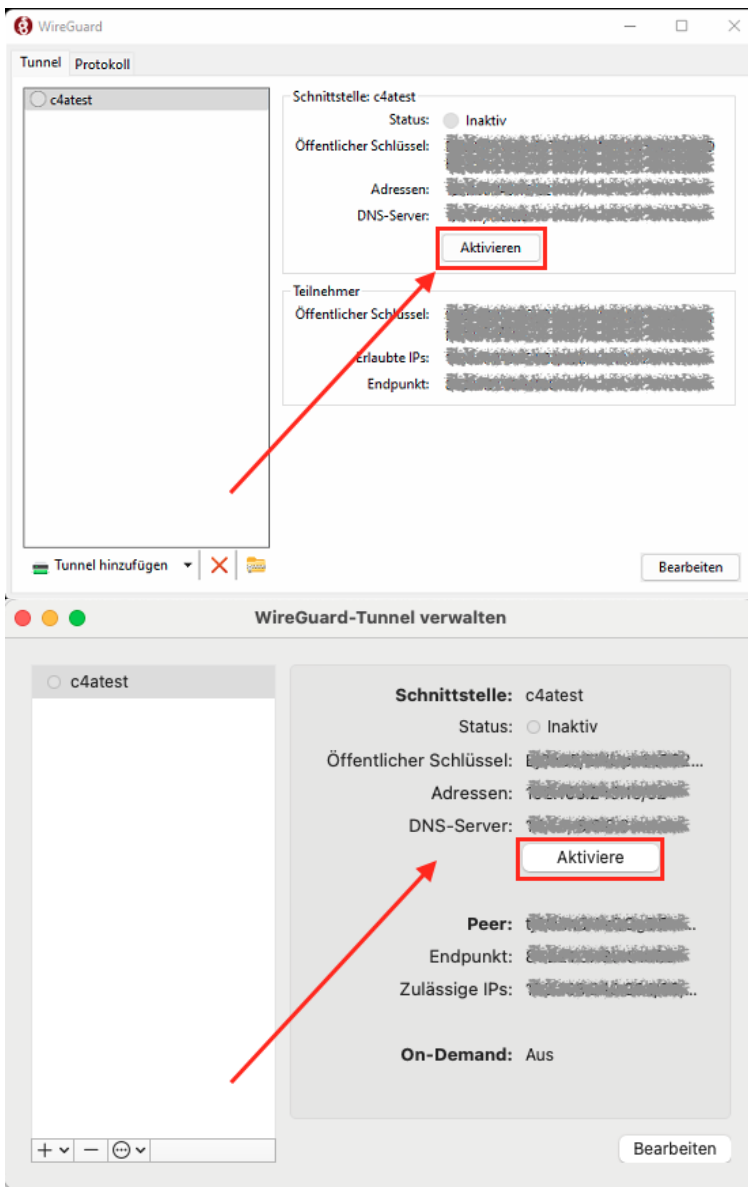 WireGuard
Tunnel Protokoll
c4atest
Schnittstelle: c4atest
Status: Inaktiv
Öffentlicher Schlüssel:
Adressen:
DNS-Server:
Aktivieren
Teilnehmer
Öffentlicher Schlüssel:
Erlaubte IPs:
Endpunkt:
Tunnel hinzufügen
Bearbeiten
WireGuard-Tunnel verwalten
c4atest
Schnittstelle: c4atest
Status: Inaktiv
Öffentlicher Schlüssel:
Adressen:
DNS-Server:
Aktiviere
Peer:
Endpunkt:
Zulässige IPs:
On-Demand: Aus
Bearbeiten